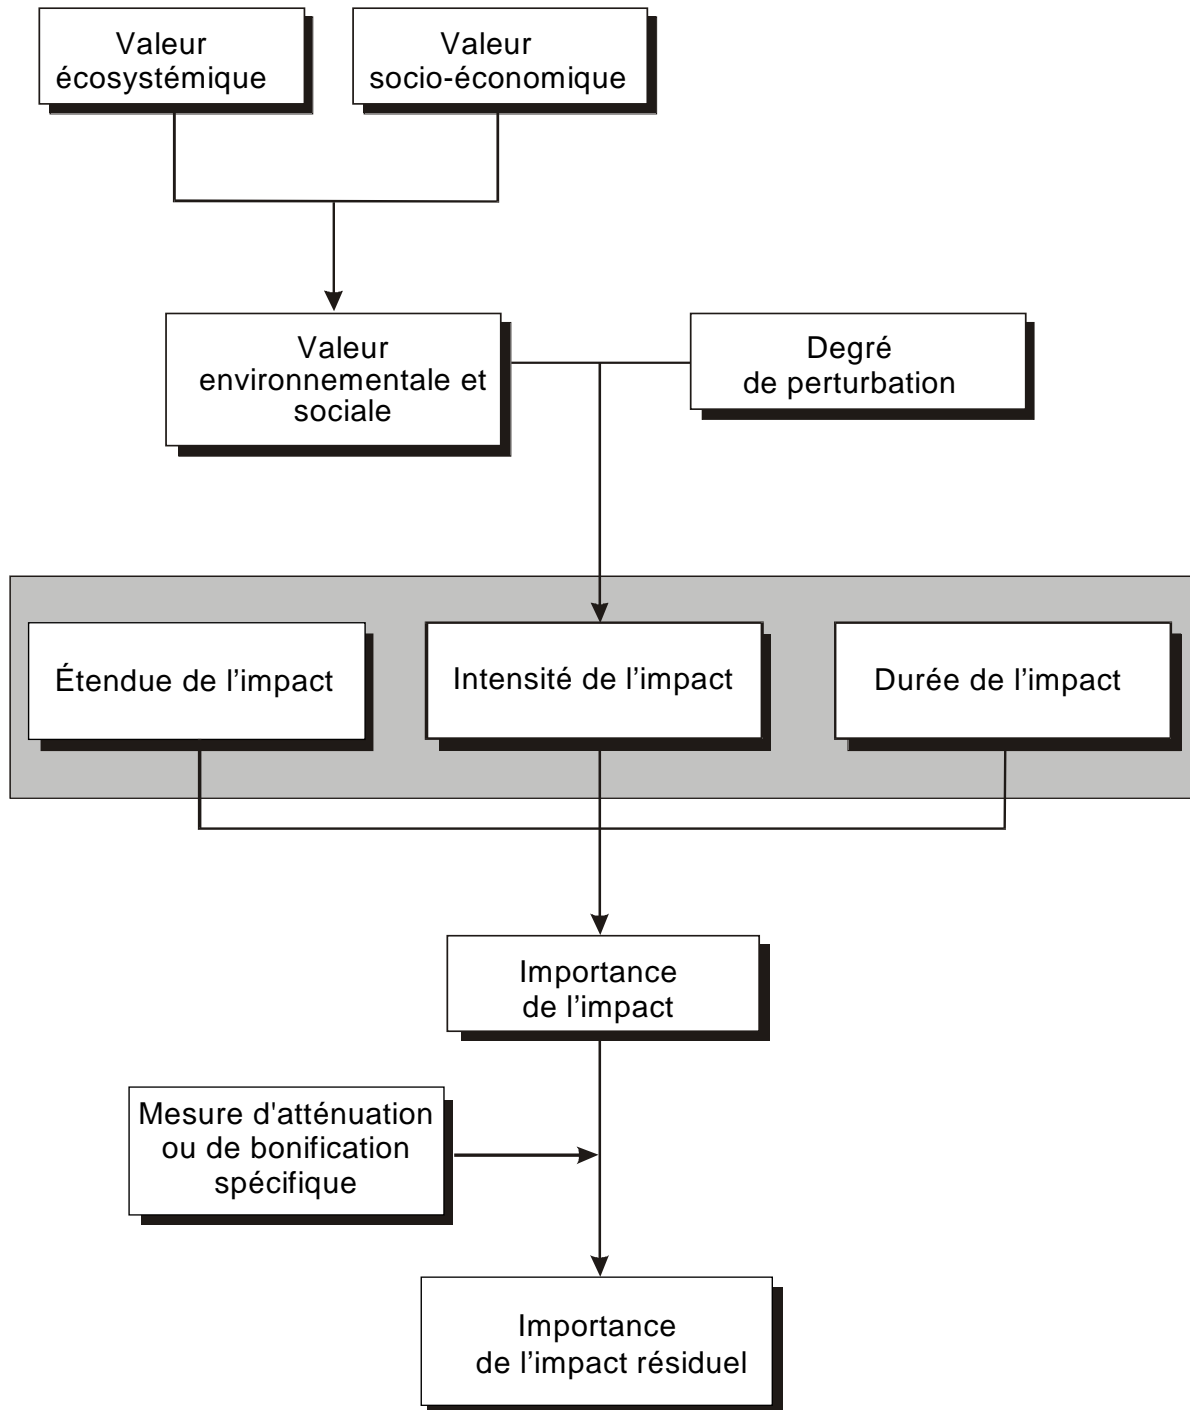 Valeur
écosystémique
Valeur
socio-économique
Valeur
environnementale et
sociale
Degré
de perturbation
Étendue de l’impact
Intensité de l’impact
Durée de l’impact
Importance
de l’impact
Mesure d'atténuation
ou de bonification
spécifique
Importance
de l’impact résiduel